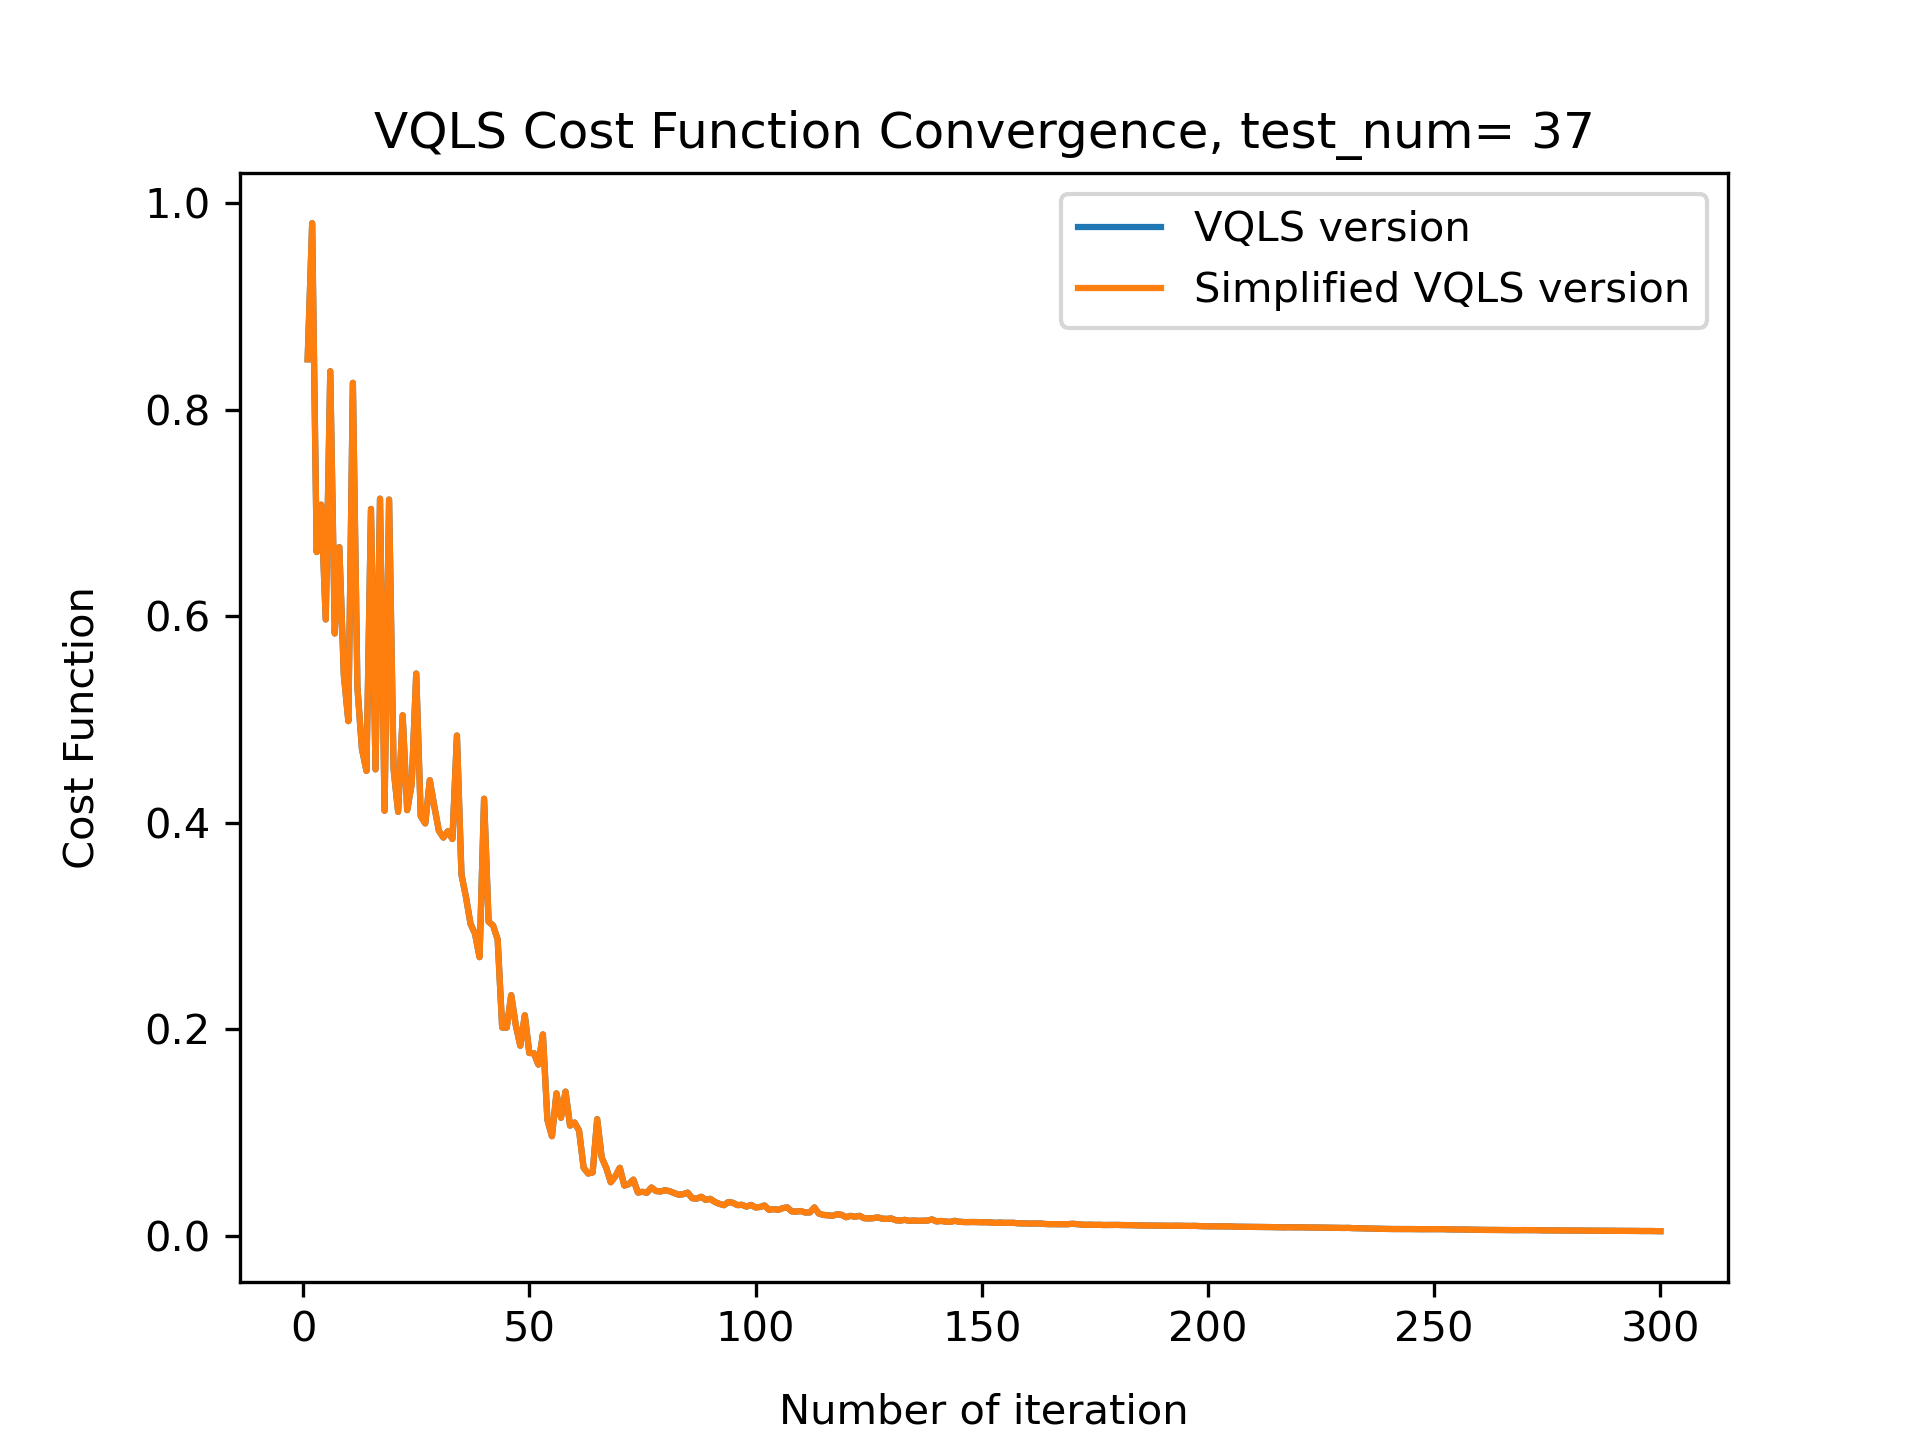 VQLS Cost Function Convergence, test_num= 37
VQLS version
Simplified VQLS version
1.0
0.8
0.6
0.4
0.2
0.0
Cost Function
0 50 100 150 200 250 300
Number of iteration